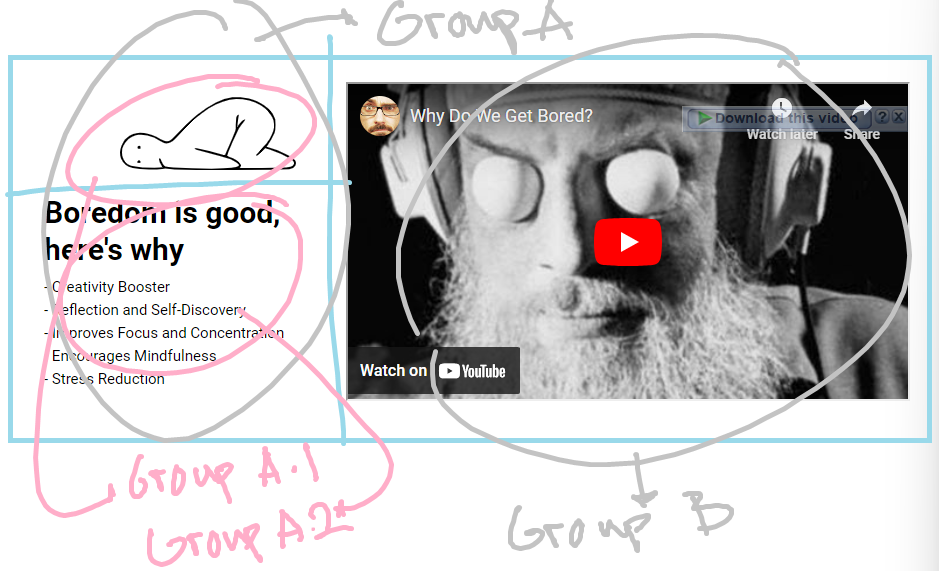 Group A
Why Do We Get Bored?
Download this video
Watch later
Share
Boredom is good,
here's why
- Creativity Booster
- Reflection and Self-Discovery
- Improves Focus and Concentration
- Encourages Mindfulness
- Stress Reduction
Watch on YouTube
Group A.1
Group A.2*
Group B